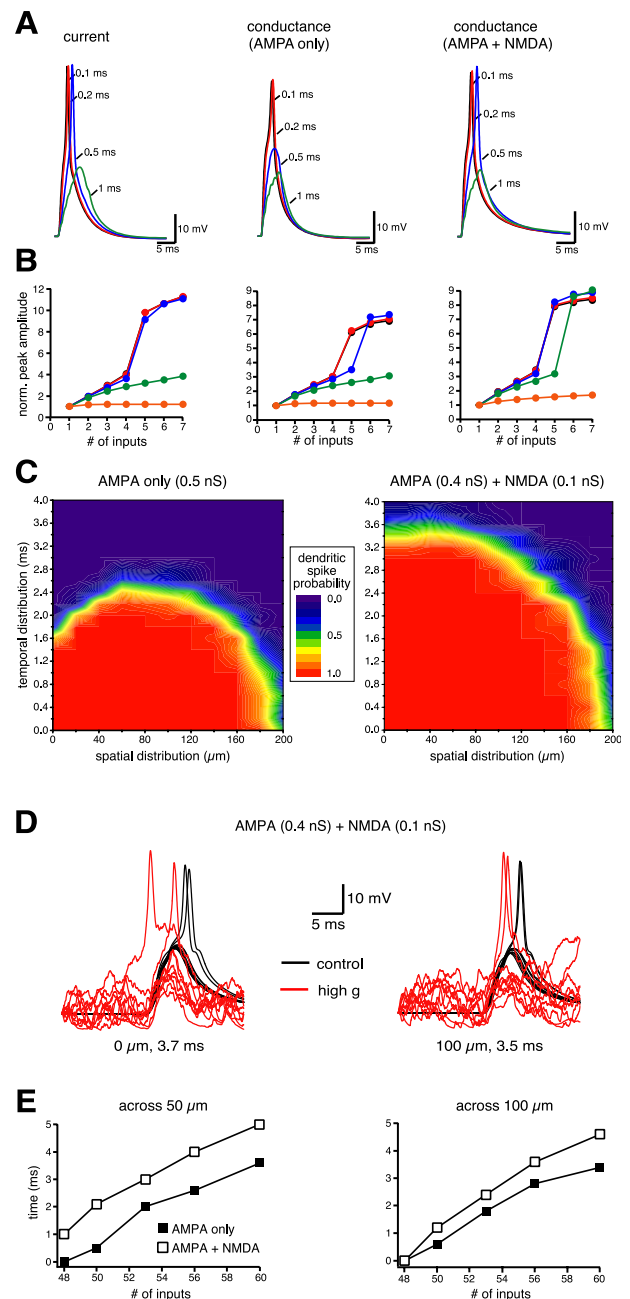 A
current
conductance
(AMPA only)
conductance
(AMPA + NMDA)
0.1 ms
0.2 ms
0.5 ms
1 ms
10 mV
5 ms
0.1 ms
0.2 ms
0.5 ms
1 ms
10 mV
5 ms
0.1 ms
0.2 ms
0.5 ms
1 ms
10 mV
5 ms
B
norm. peak amplitude
12
10
8
6
4
2
0
0 1 2 3 4 5 6 7
# of inputs
9
8
7
6
5
4
3
2
1
0
0 1 2 3 4 5 6 7
# of inputs
9
8
7
6
5
4
3
2
1
0
0 1 2 3 4 5 6 7
# of inputs
C
AMPA only (0.5 nS)
AMPA (0.4 nS) + NMDA (0.1 nS)
temporal distribution (ms)
4.0
3.6
3.2
2.8
2.4
2.0
1.6
1.2
0.8
0.4
0.0
0 40 80 120 160 200
spatial distribution (µm)
dendritic
spike
probability
0.0
0.5
1.0
4.0
3.6
3.2
2.8
2.4
2.0
1.6
1.2
0.8
0.4
0.0
0 40 80 120 160 200
spatial distribution (µm)
D
AMPA (0.4 nS) + NMDA (0.1 nS)
10 mV
5 ms
control
high g
0 µm, 3.7 ms
100 µm, 3.5 ms
E
across 50 µm
across 100 µm
time (ms)
5
4
3
2
1
0
AMPA only
AMPA + NMDA
48 50 52 54 56 58 60
# of inputs
5
4
3
2
1
0
48 50 52 54 56 58 60
# of inputs